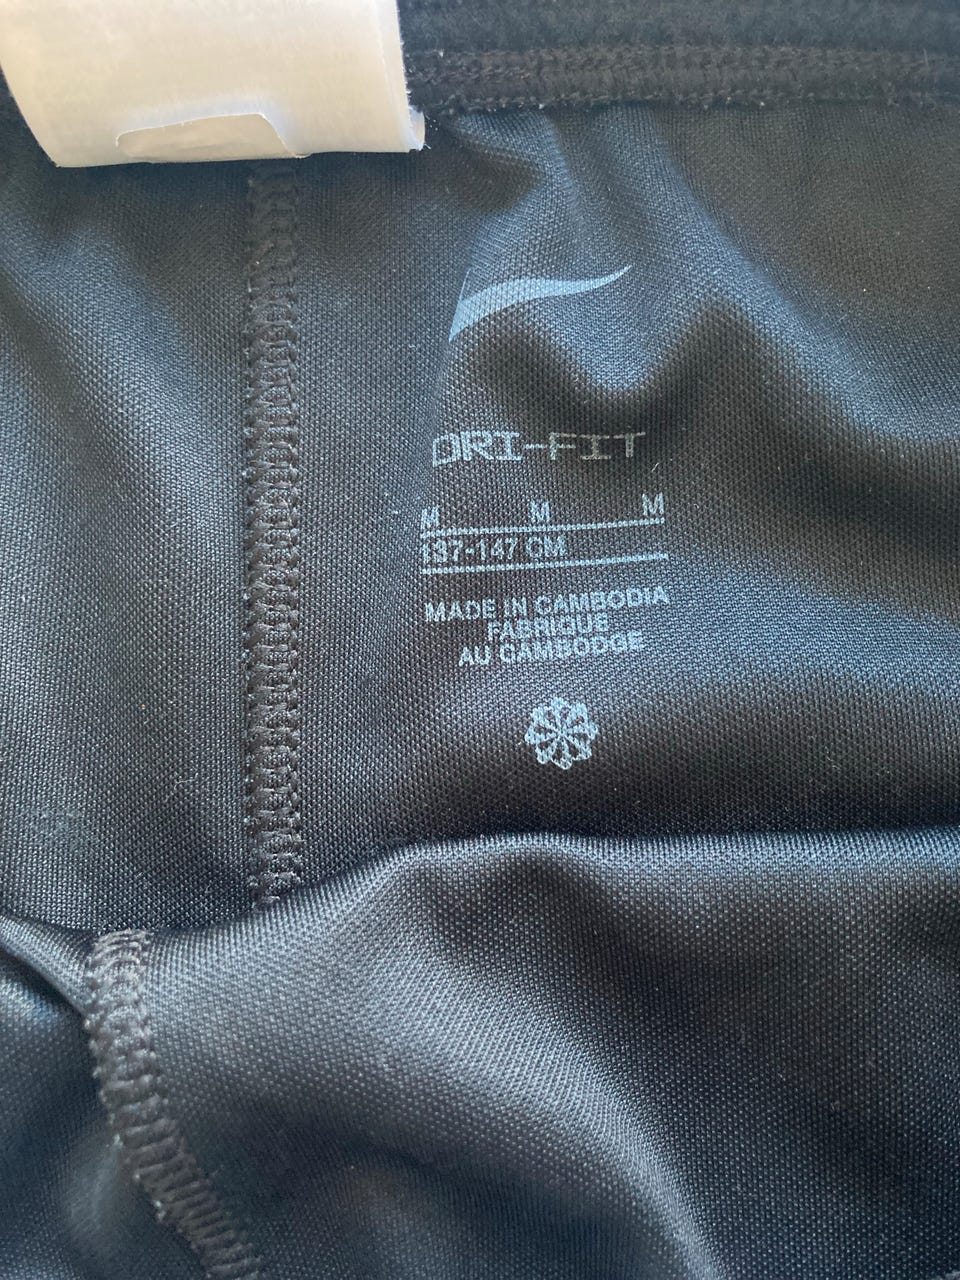 DRI-FIT
M M M
137-147 CM
MADE IN CAMBODIA
FABRIQUE
AU CAMBODGE